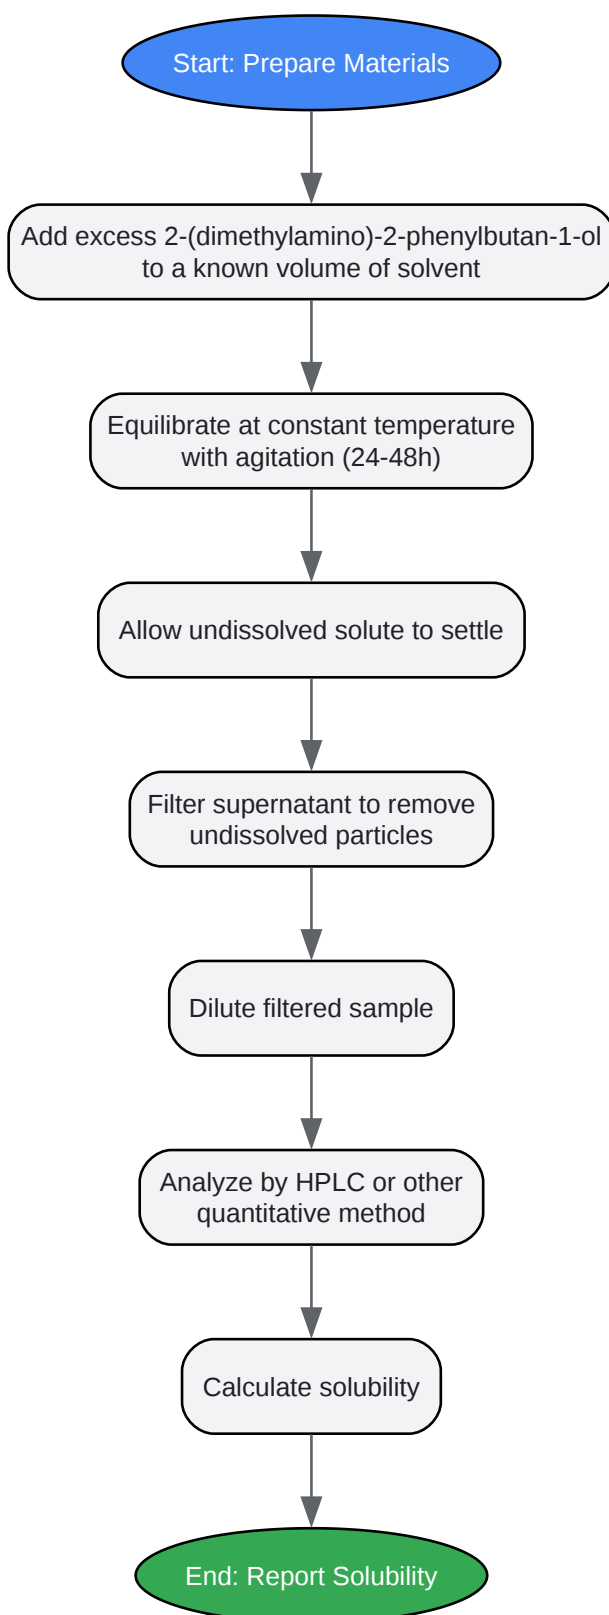 Start: Prepare Materials
Add excess 2-(dimethylamino)-2-phenylbutan-1-ol
to a known volume of solvent
Equilibrate at constant temperature
with agitation (24-48h)
Allow undissolved solute to settle
Filter supernatant to remove
undissolved particles
Dilute filtered sample
Analyze by HPLC or other
quantitative method
Calculate solubility
End: Report Solubility